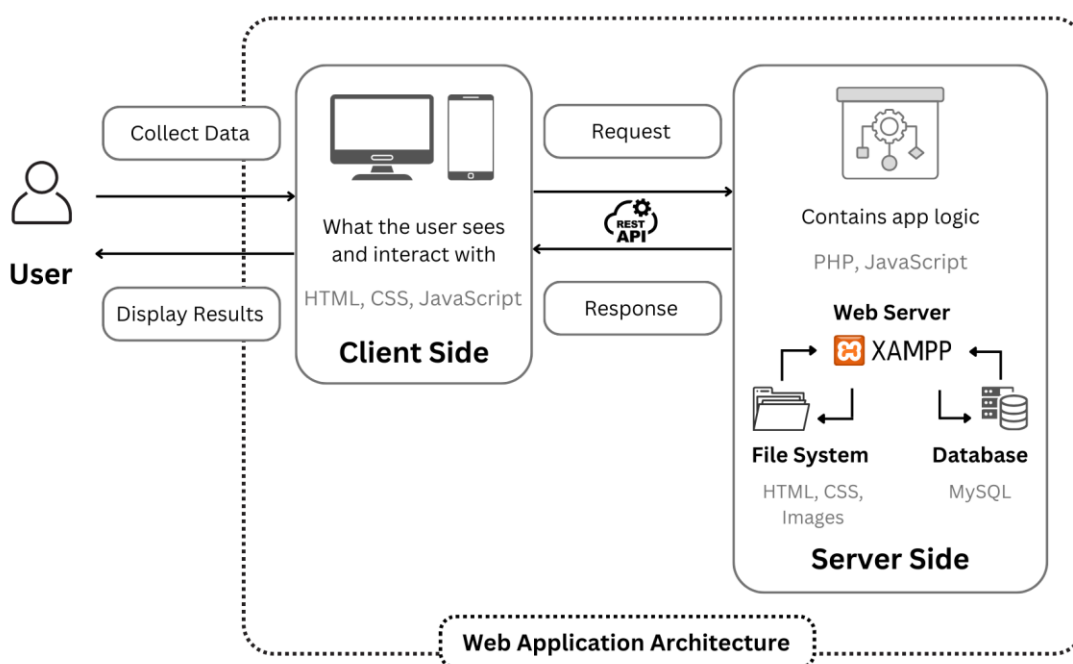 Collect Data
User
Display Results
What the user sees
and interact with
HTML, CSS, JavaScript
Client Side
Request
REST
API
Response
Contains app logic
PHP, JavaScript
Web Server
XAMPP
File System
HTML, CSS,
Images
Database
MySQL
Server Side
Web Application Architecture